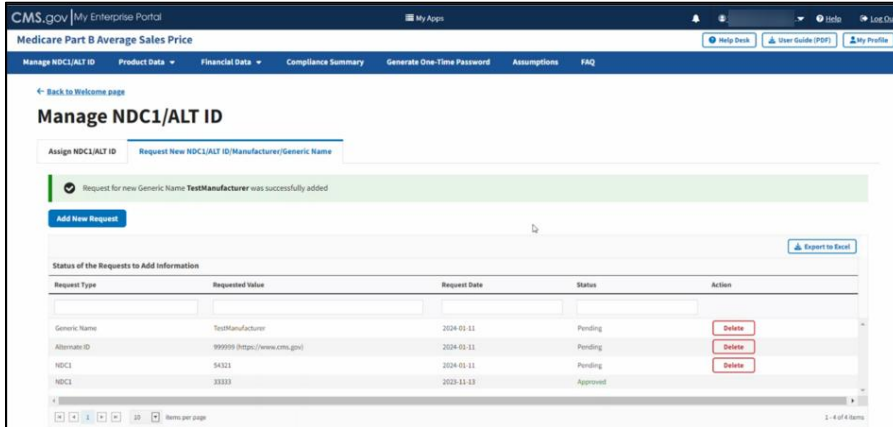 CMS.gov My Enterprise Portal My Apps Help Log Ou
Medicare Part B Average Sales Price Help Desk User Guide (PDF) My Profile
Manage NDC1/ALT ID Product Data Financial Data Compliance Summary Generate One-Time Password Assumptions FAQ
Back to Welcome page
Manage NDC1/ALT ID
Assign NDC1/ALT ID Request New NDC1/ALT ID/Manufacturer/Generic Name
Request for new Generic Name TestManufacturer was successfully added
Add New Request
Export to Excel
Status of the Requests to Add Information
Request Type Requested Value Request Date Status Action
Generic Name TestManufacturer 2024-01-11 Pending Delete
Alternate ID 999999 (https://www.cms.gov) 2024-01-11 Pending Delete
NDC1 54321 2024-01-11 Pending Delete
NDC1 33333 2023-11-13 Approved
1 10 items per page 1 - 4 of 4 items